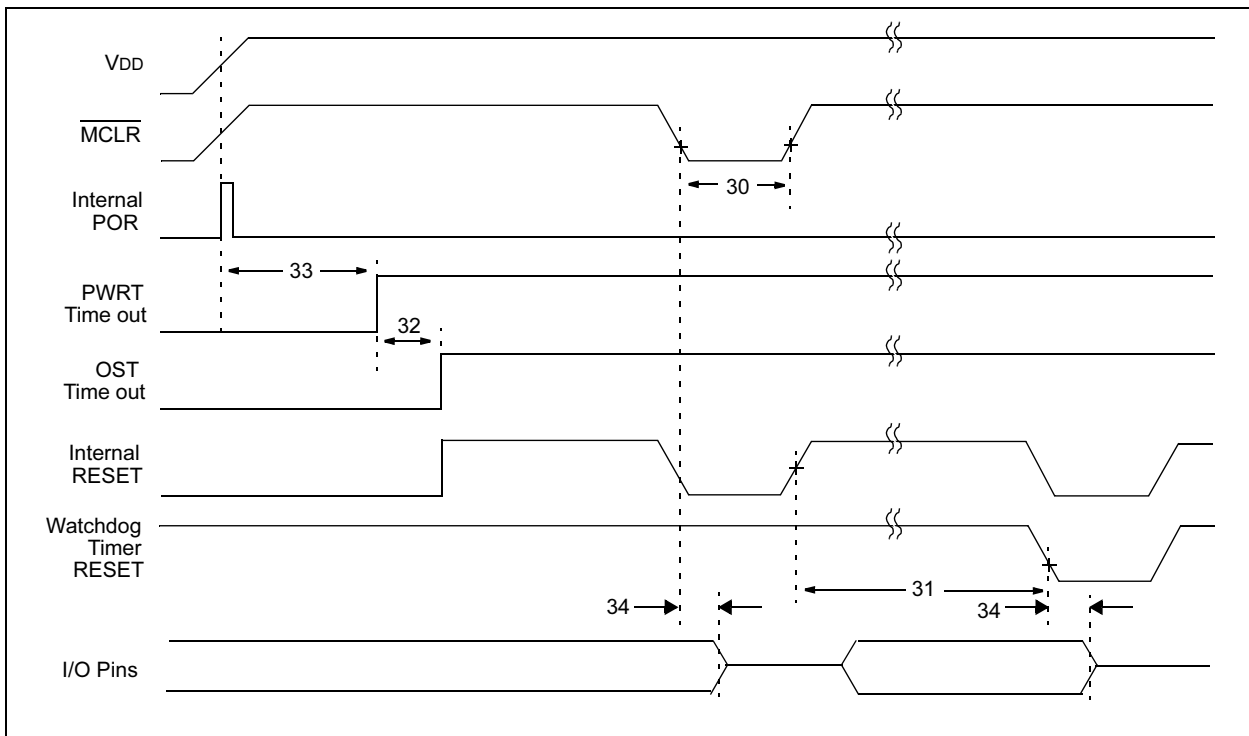 VDD
MCLR
30
Internal
POR
33
PWRT
Time out
32
OST
Time out
Internal
RESET
Watchdog
Timer
RESET
31
34
34
I/O Pins